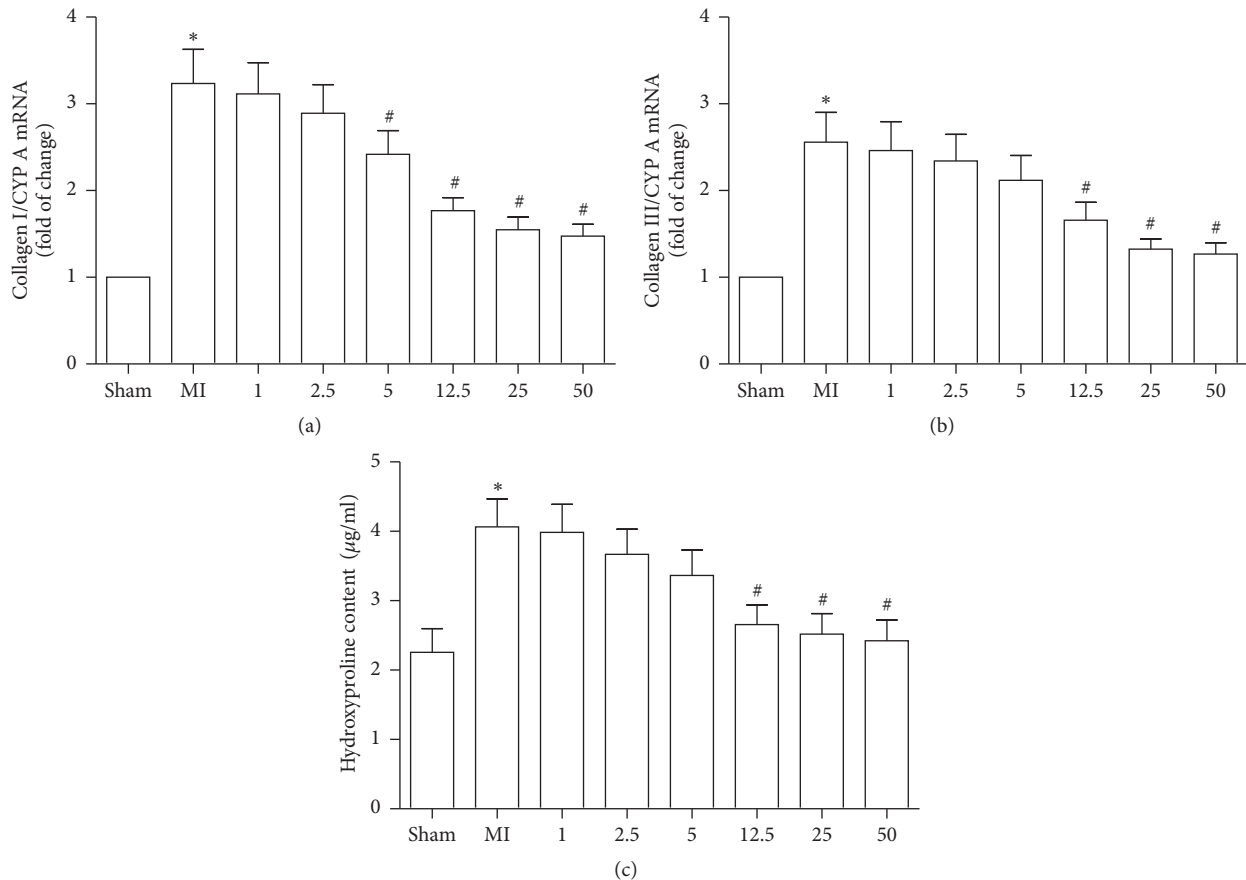 Collagen I/CYP A mRNA
(fold of change)
4
3
2
1
0
*
#
#
#
#
Sham MI 1 2.5 5 12.5 25 50
(a)
Collagen III/CYP A mRNA
(fold of change)
4
3
2
1
0
*
#
#
#
Sham MI 1 2.5 5 12.5 25 50
(b)
Hydroxyproline content (μg/ml)
5
4
3
2
1
0
*
#
#
#
Sham MI 1 2.5 5 12.5 25 50
(c)